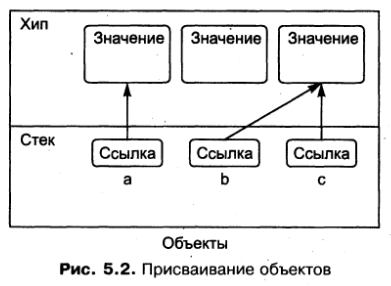 Хип
Значение Значение Значение
Стек
Ссылка Ссылка Ссылка
a b c
Объекты
Рис. 5.2. Присваивание объектов